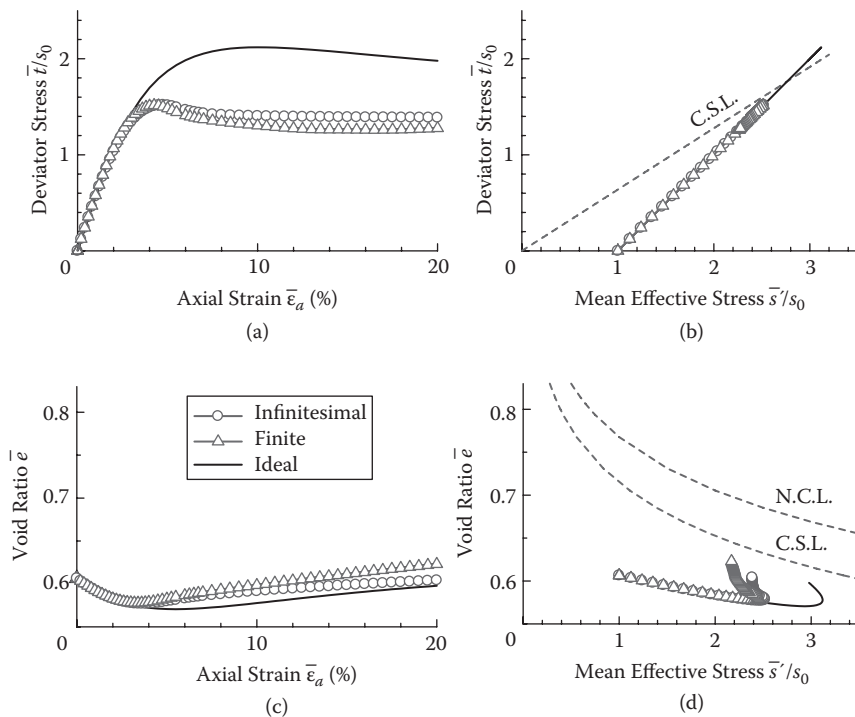 Deviator Stress t̅/s₀
2
1
0
0
10
20
Axial Strain ε̅ₐ (%)
(a)
Deviator Stress t̅/s₀
2
1
0
C.S.L.
1
2
3
Mean Effective Stress s̅′/s₀
(b)
Void Ratio e̅
0.8
0.7
0.6
Infinitesimal
Finite
Ideal
0
10
20
Axial Strain ε̅ₐ (%)
(c)
Void Ratio e̅
0.8
0.7
0.6
N.C.L.
C.S.L.
0
1
2
3
Mean Effective Stress s̅′/s₀
(d)